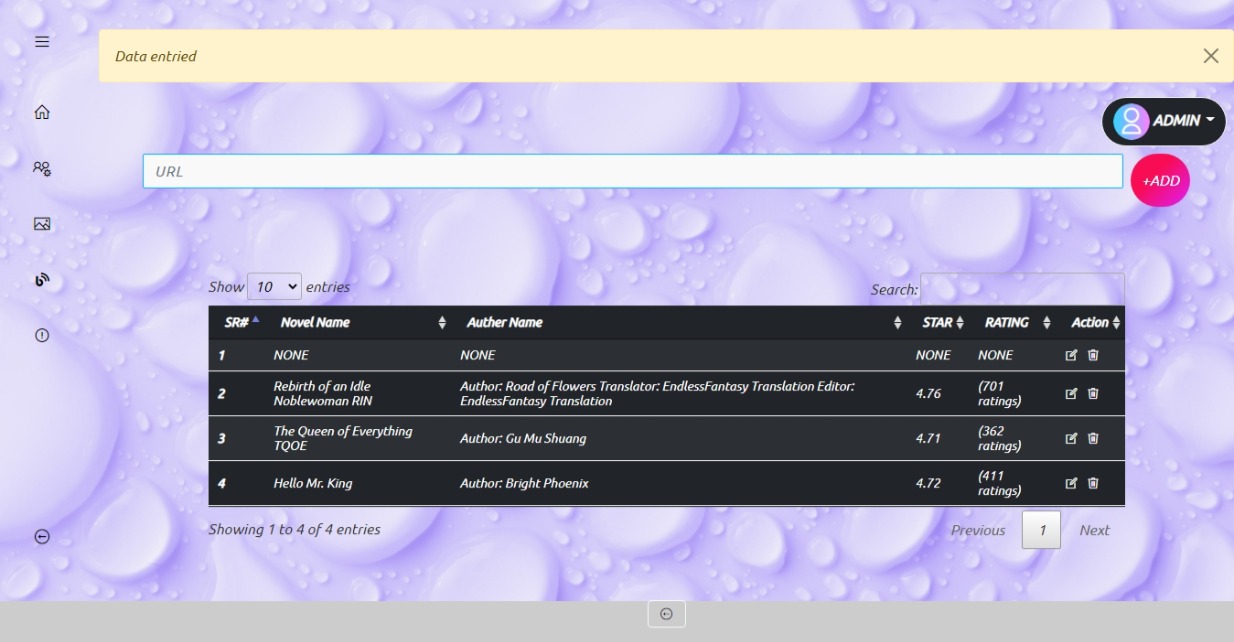 Data entried
ADMIN
URL
+ADD
Show 10 entries
Search:
SR# Novel Name Auther Name STAR RATING Action
1 NONE NONE NONE NONE
2 Rebirth of an Idle Noblewoman RIN Author: Road of Flowers Translator: EndlessFantasy Translation Editor: EndlessFantasy Translation 4.76 (701 ratings)
3 The Queen of Everything TQOE Author: Gu Mu Shuang 4.71 (362 ratings)
4 Hello Mr. King Author: Bright Phoenix 4.72 (411 ratings)
Showing 1 to 4 of 4 entries
Previous 1 Next